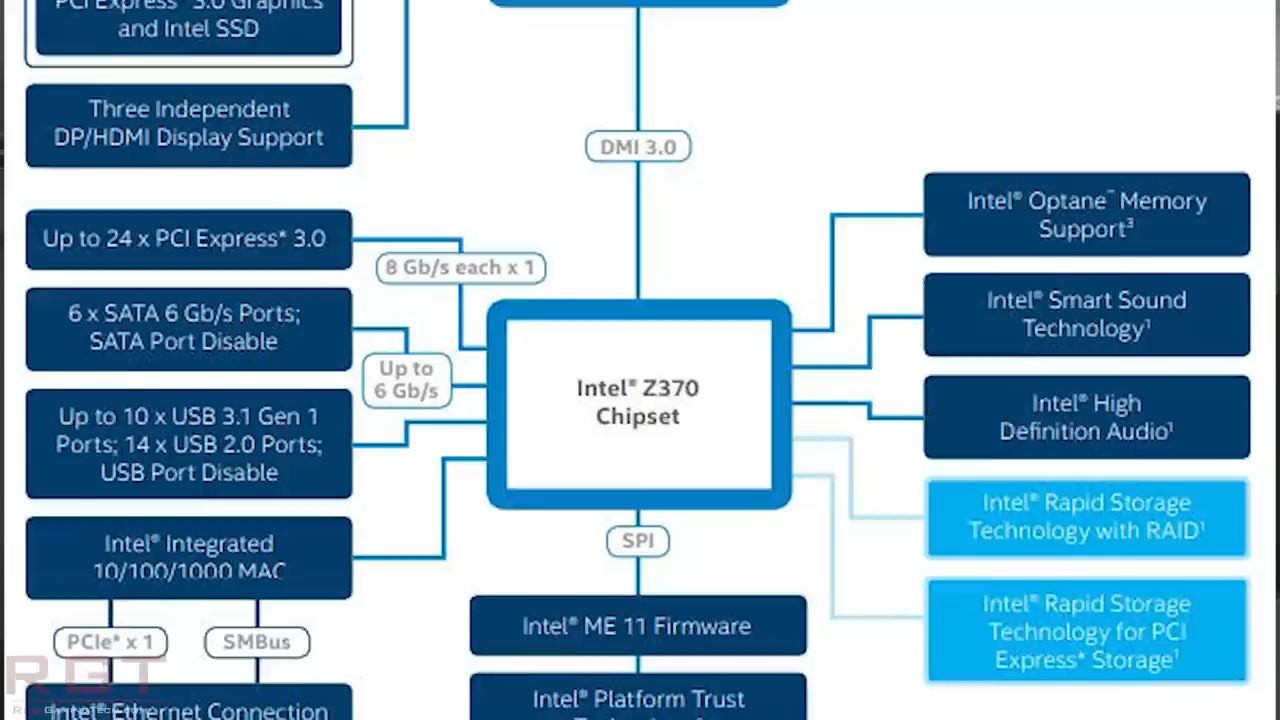 PCI Express* 3.0 Graphics
and Intel SSD
Three Independent
DP/HDMI Display Support
DMI 3.0
Up to 24 x PCI Express* 3.0
8 Gb/s each x 1
6 x SATA 6 Gb/s Ports;
SATA Port Disable
Up to
6 Gb/s
Up to 10 x USB 3.1 Gen 1
Ports; 14 x USB 2.0 Ports;
USB Port Disable
Intel® Integrated
10/100/1000 MAC
PCIe* x 1
SMBus
Intel® Ethernet Connection
Intel® Z370
Chipset
SPI
Intel® ME 11 Firmware
Intel® Platform Trust
Intel® Optane™ Memory
Support³
Intel® Smart Sound
Technology¹
Intel® High
Definition Audio¹
Intel® Rapid Storage
Technology with RAID¹
Intel® Rapid Storage
Technology for PCI
Express* Storage¹
RGT